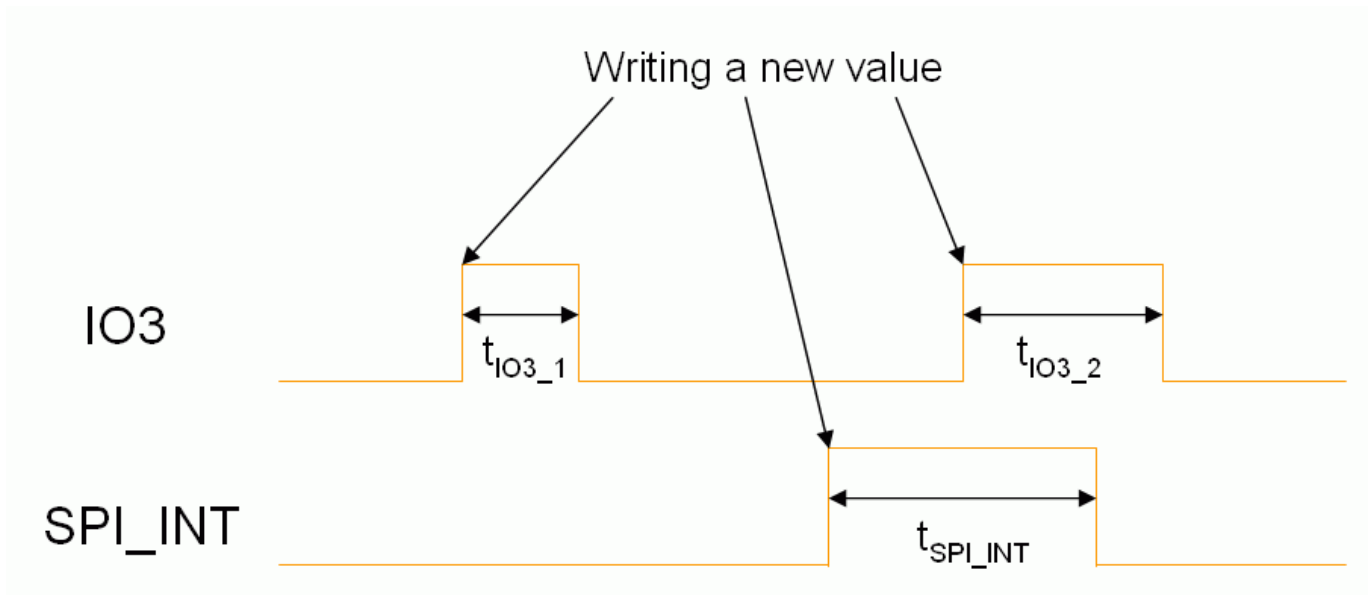 Writing a new value
IO3
tIO3_1
tIO3_2
SPI_INT
tSPI_INT